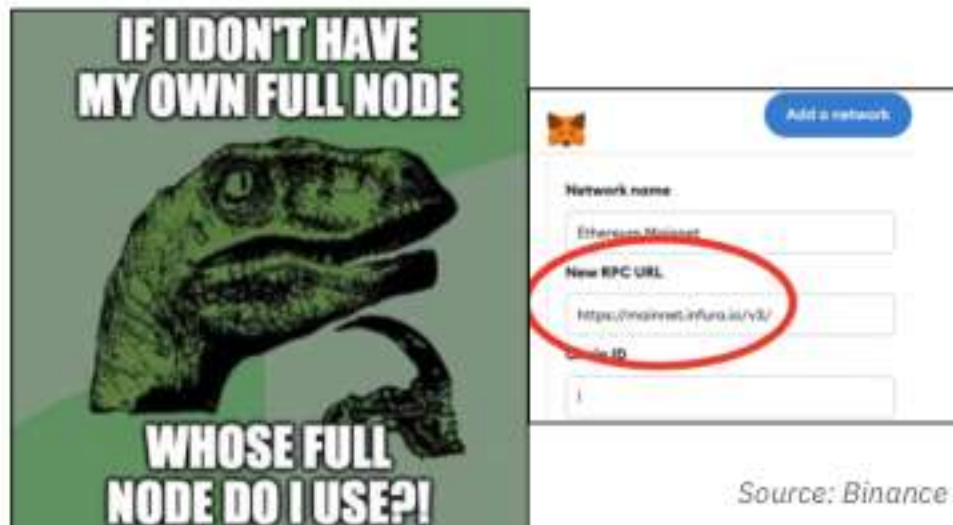 IF I DON'T HAVE
MY OWN FULL NODE
WHOSE FULL
NODE DO I USE?!
Add a network
Network name
Ethereum Mainnet
New RPC URL
https://mainnet.infura.io/v3/
Chain ID
1
Source: Binance